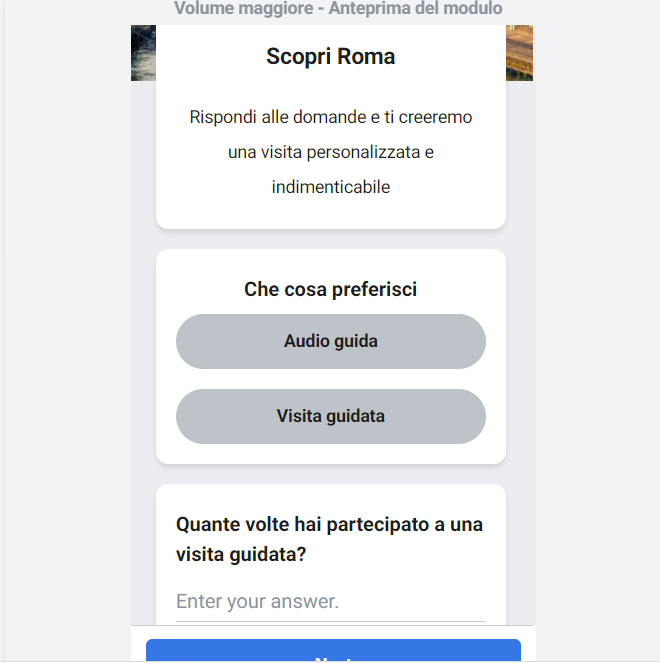 Volume maggiore - Anteprima del modulo
Scopri Roma
Rispondi alle domande e ti creeremo
una visita personalizzata e
indimenticabile
Che cosa preferisci
Audio guida
Visita guidata
Quante volte hai partecipato a una
visita guidata?
Enter your answer.